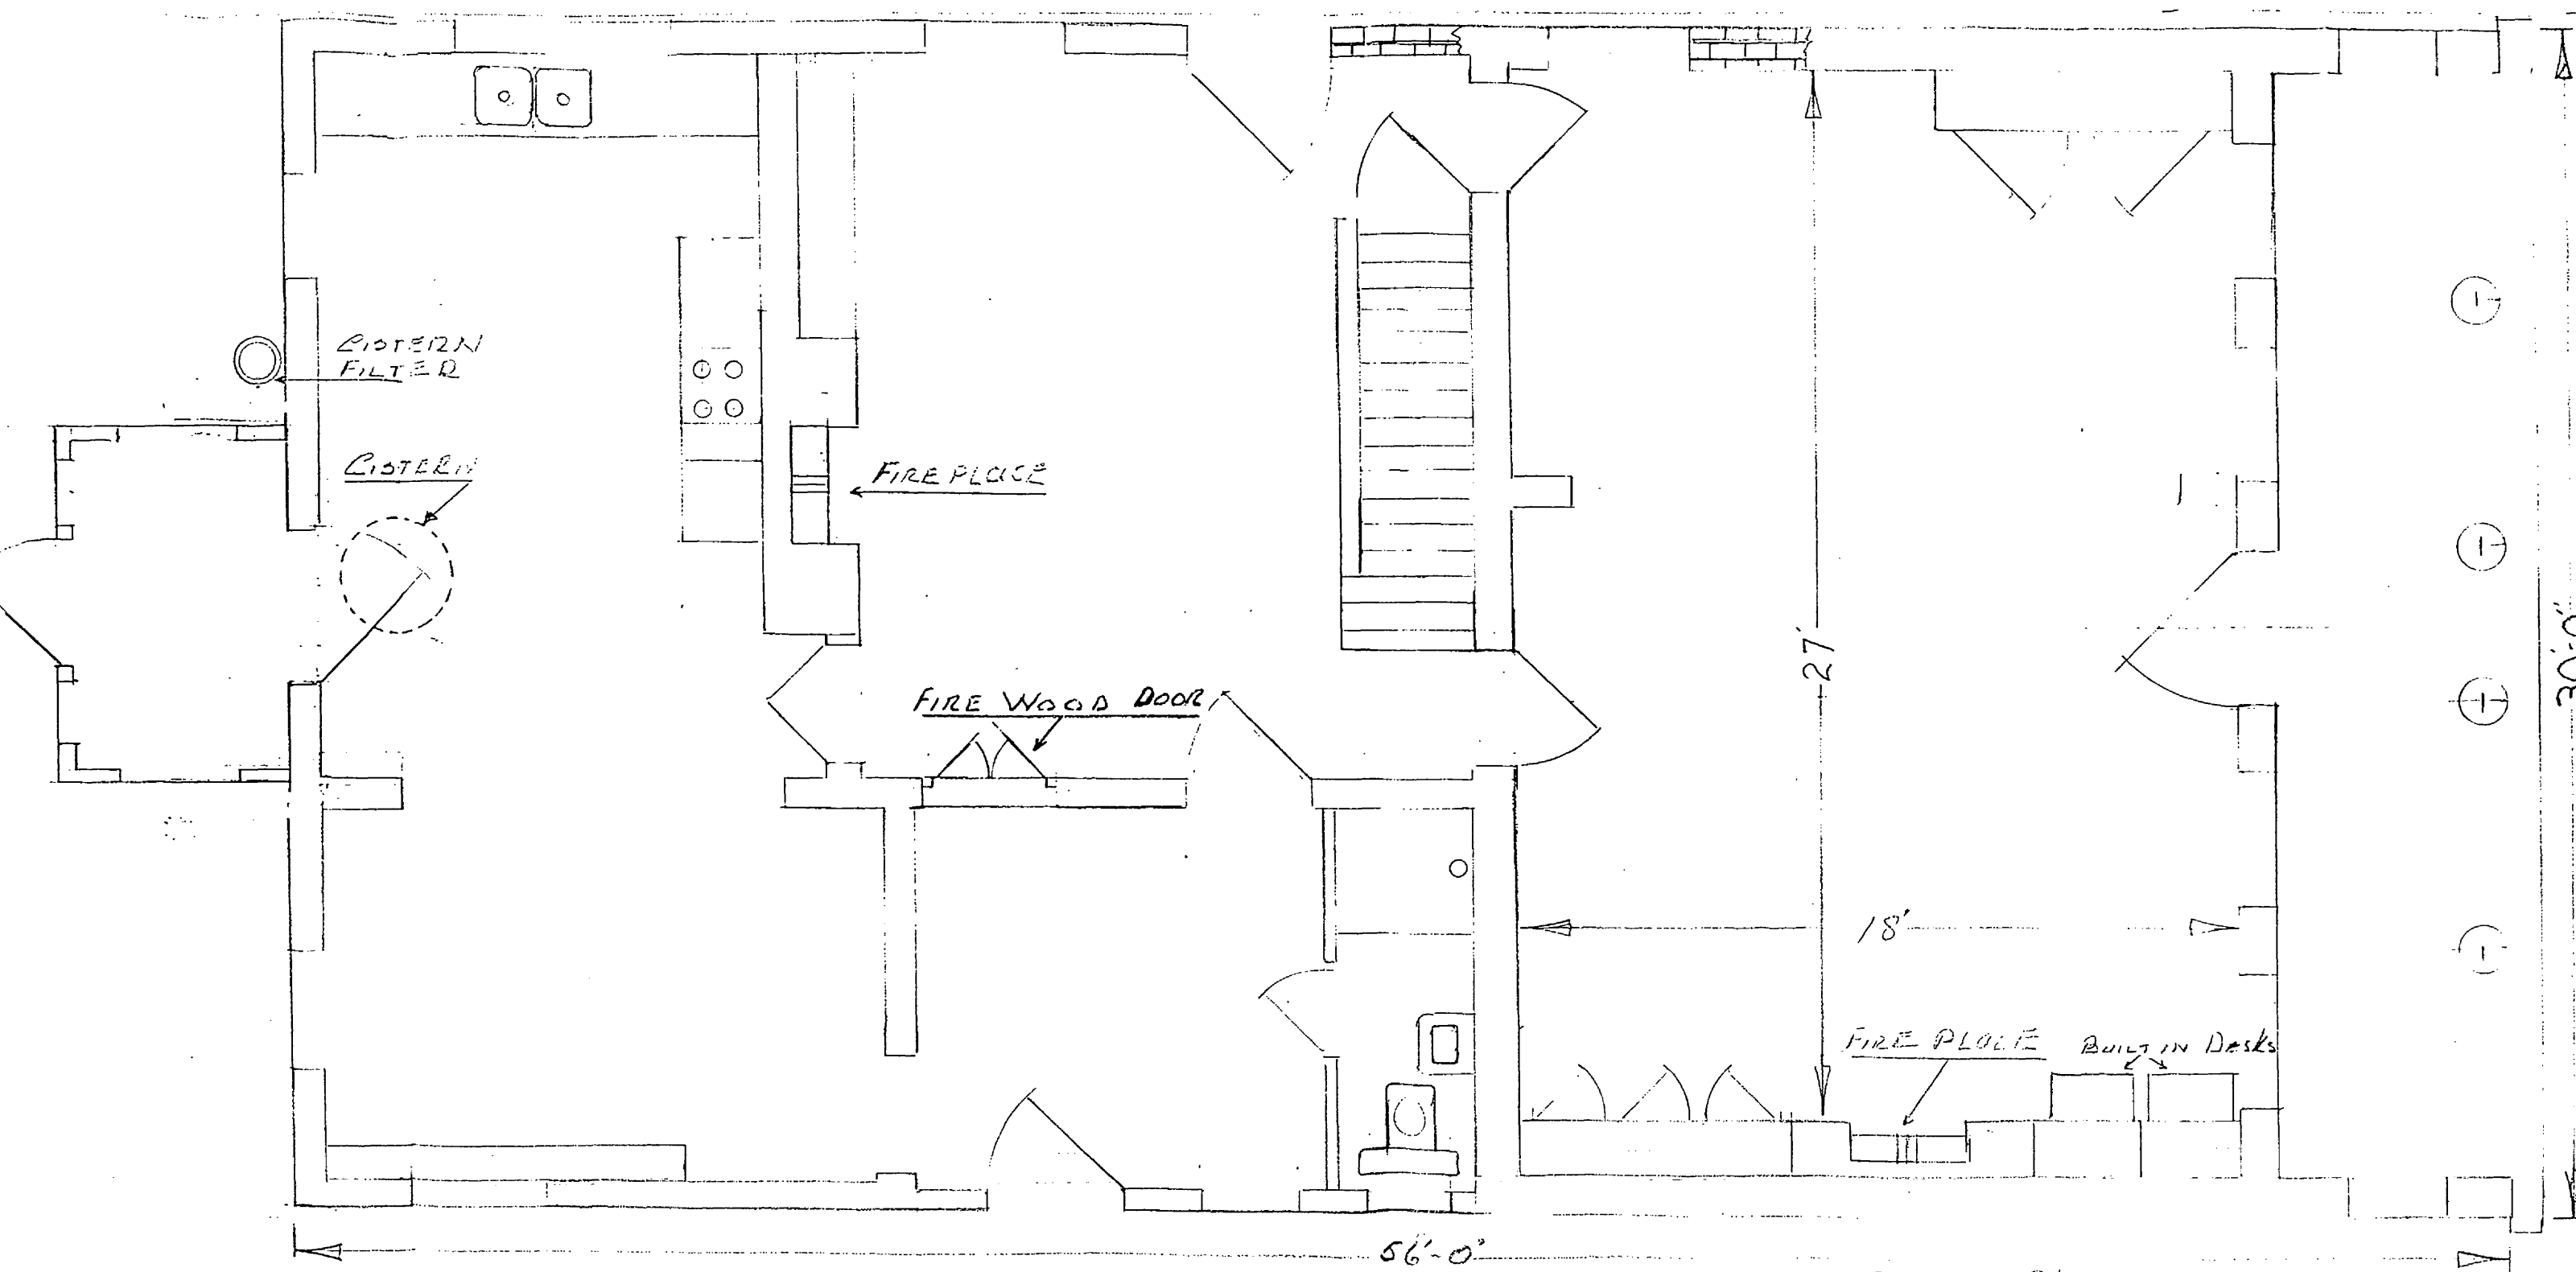 CISTERN
FILTER
CISTERN
FIRE PLACE
FIRE WOOD DOOR
27'
30'-0"
18'
FIRE PLACE
BUILT IN DESKS
56'-0"